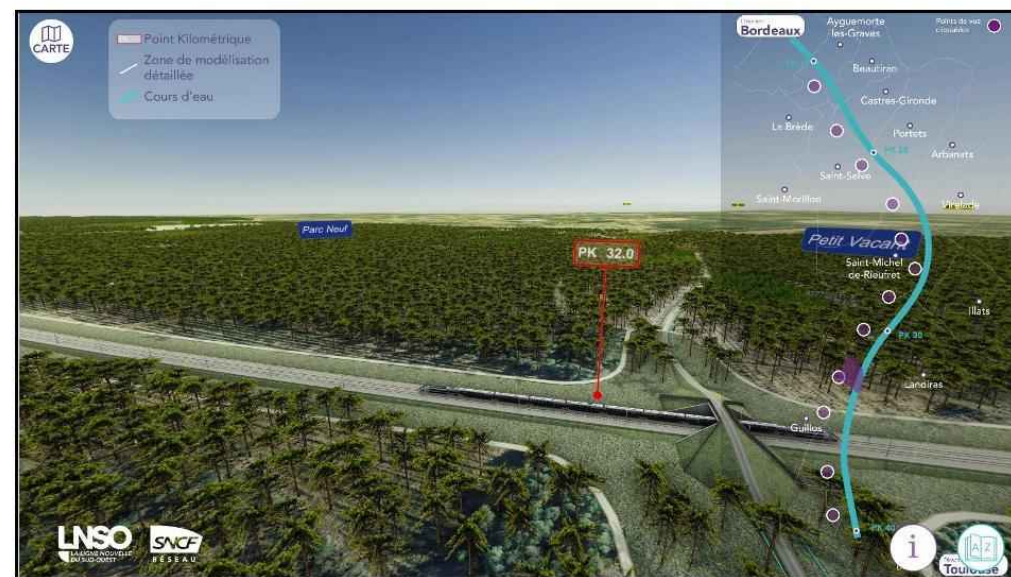 CARTE
Point Kilométrique
Zone de modélisation
détaillée
Cours d'eau
Bordeaux
Ayguemorte
les-Graves
Points de vue
Beautiran
Castres-Gironde
La Brède
Portets
PK 20
Arbanats
Saint-Selve
Saint-Morillon
Virelade
Parc Neuf
Petit Vacant
PK 32.0
Saint-Michel
de-Rieufret
Illats
PK 30
Landiras
Guillos
PK 40
LNSO
LA LIGNE NOUVELLE
DU SUD-OUEST
SNCF
RÉSEAU
i
A Z
Toulouse